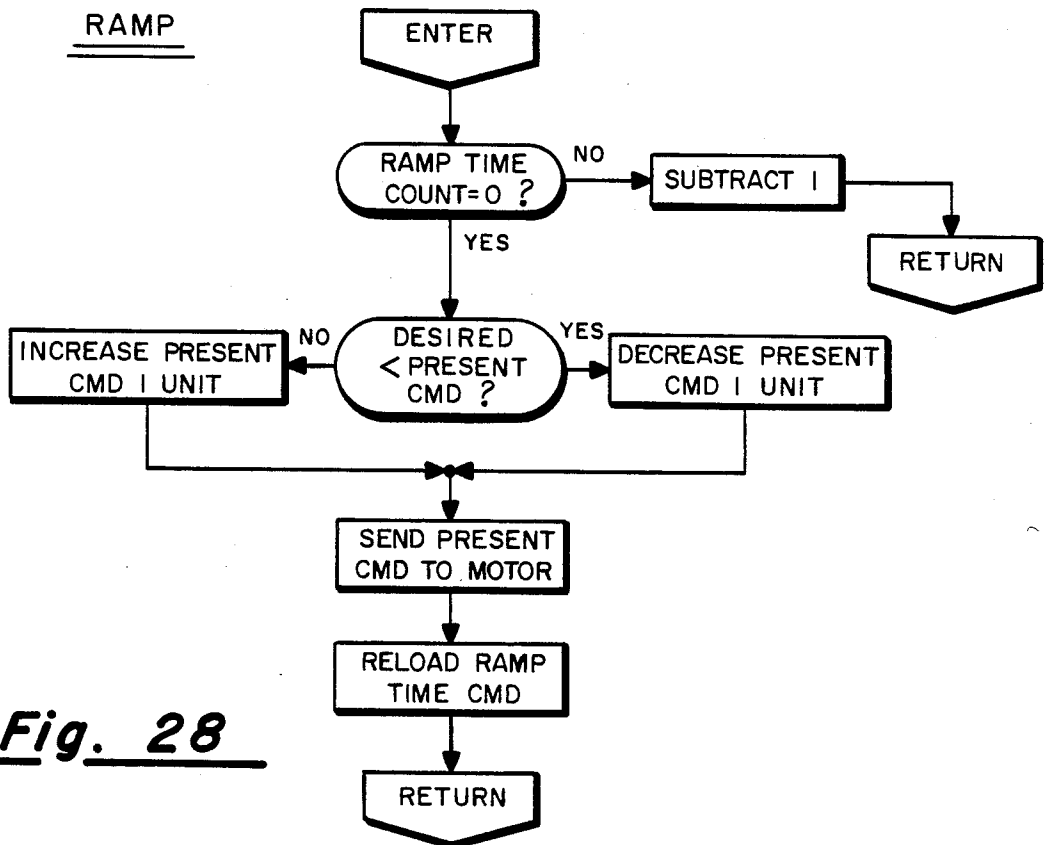 RAMP
ENTER
RAMP TIME
COUNT=0 ?
NO
SUBTRACT 1
RETURN
YES
DESIRED
< PRESENT
CMD ?
NO
INCREASE PRESENT
CMD 1 UNIT
YES
DECREASE PRESENT
CMD 1 UNIT
SEND PRESENT
CMD TO MOTOR
RELOAD RAMP
TIME CMD
RETURN
Fig. 28